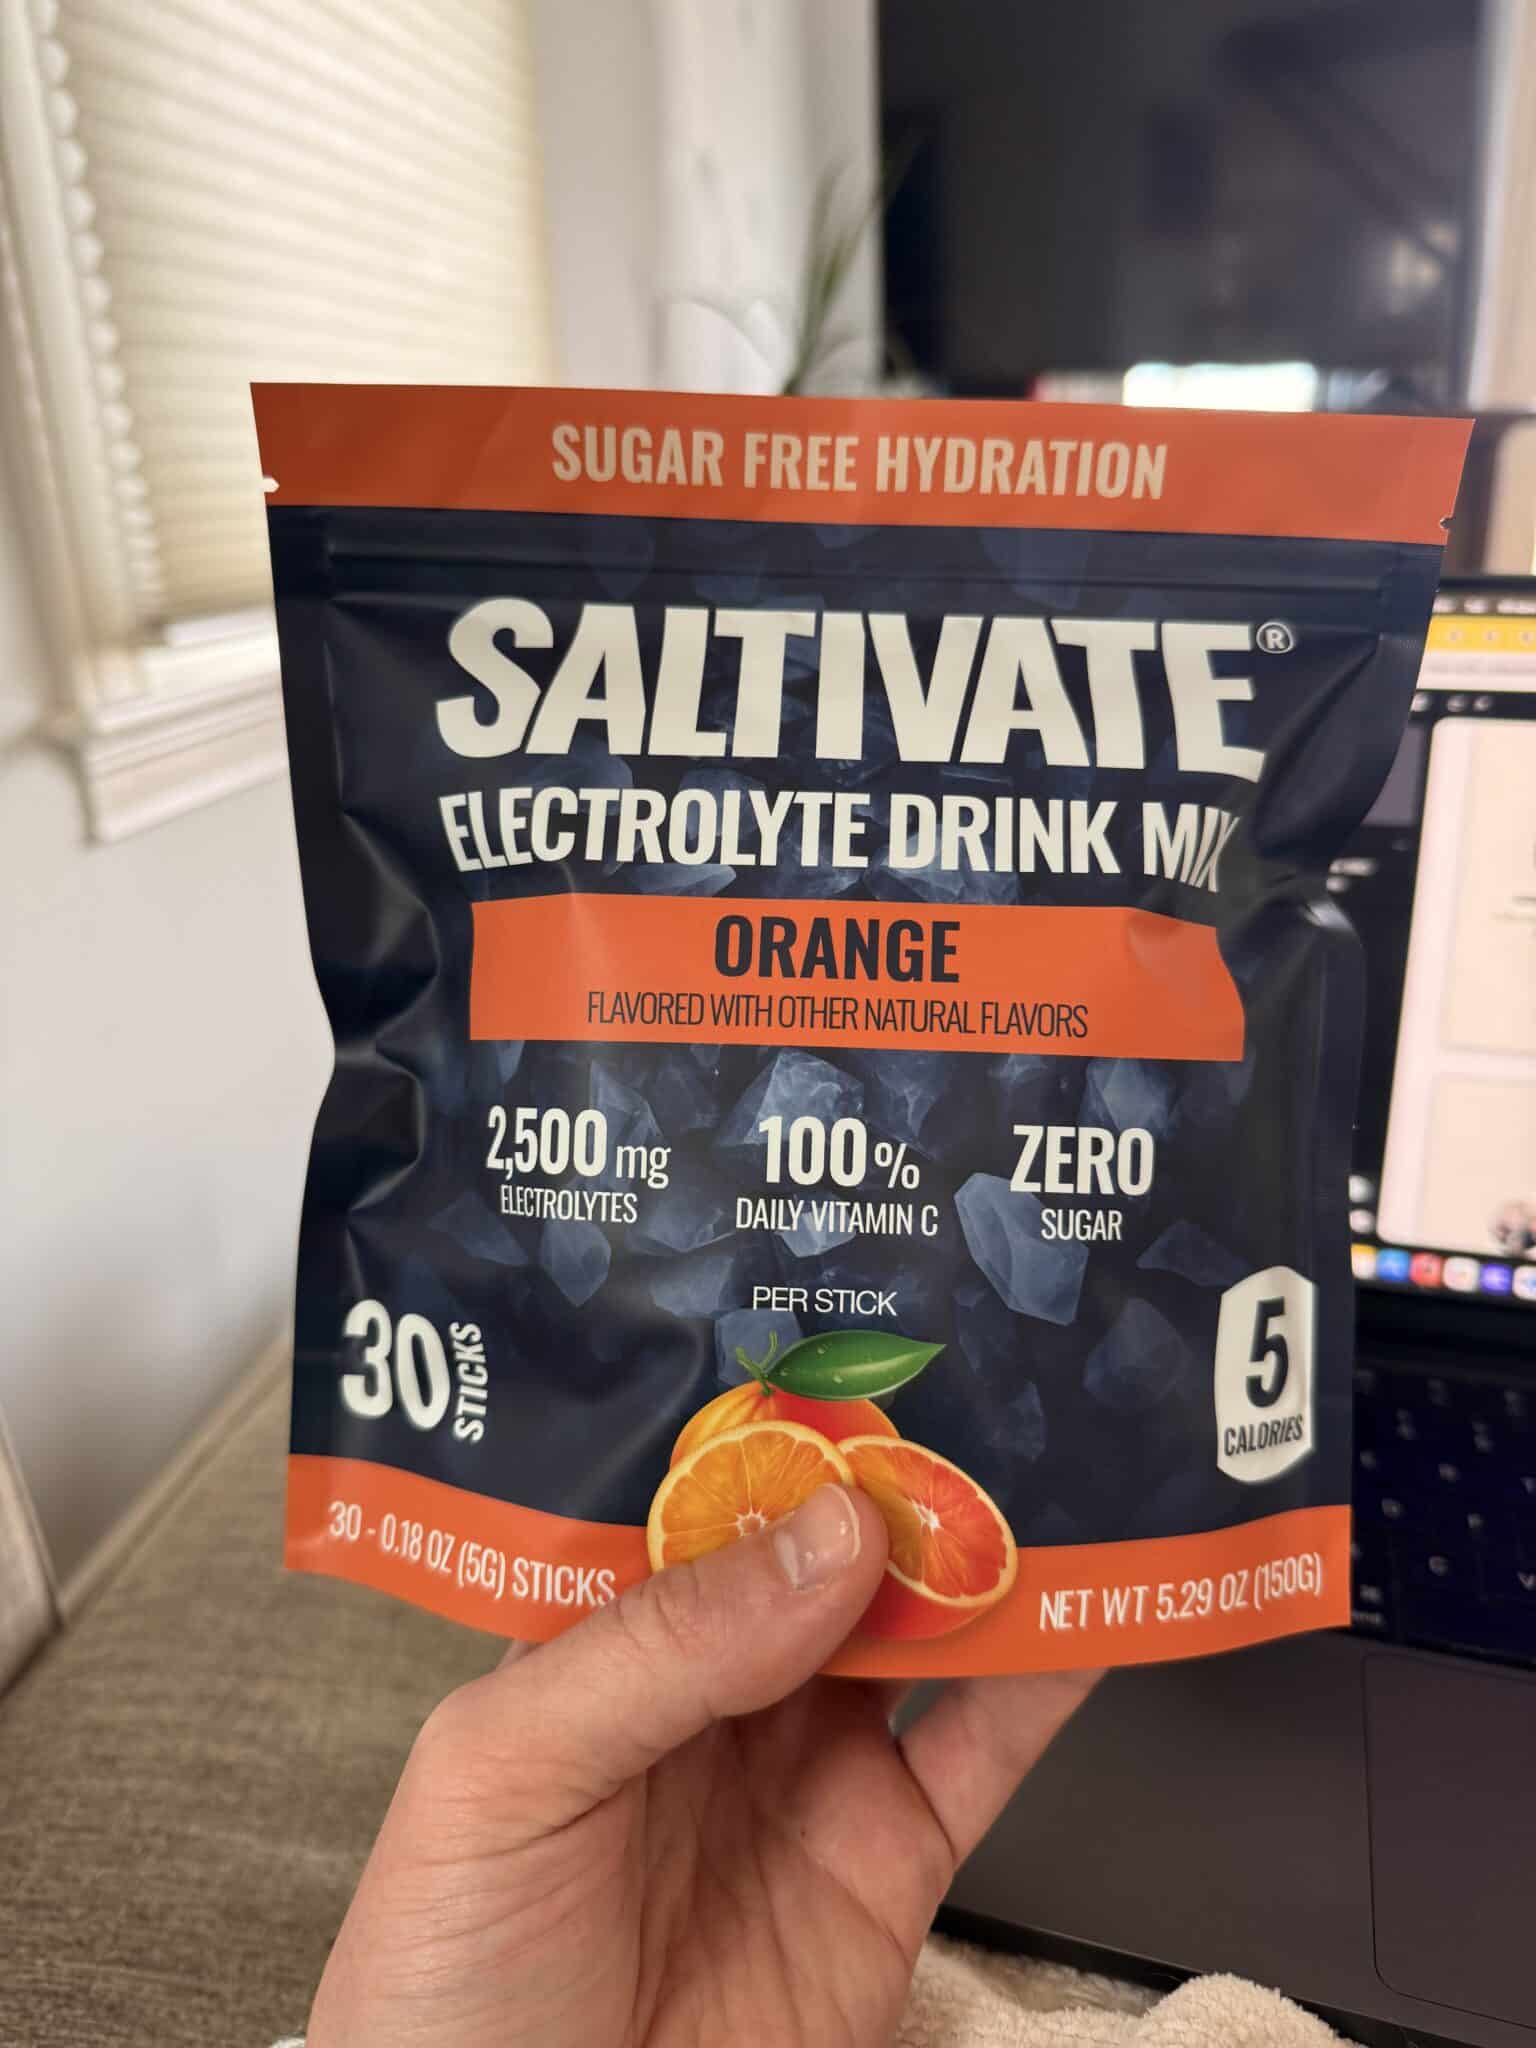 SUGAR FREE HYDRATION
SALTIVATE®
ELECTROLYTE DRINK MIX
ORANGE
FLAVORED WITH OTHER NATURAL FLAVORS
2,500 mg
ELECTROLYTES
100%
DAILY VITAMIN C
ZERO
SUGAR
PER STICK
30 STICKS
5
CALORIES
30 - 0.18 OZ (5G) STICKS
NET WT 5.29 OZ (150G)